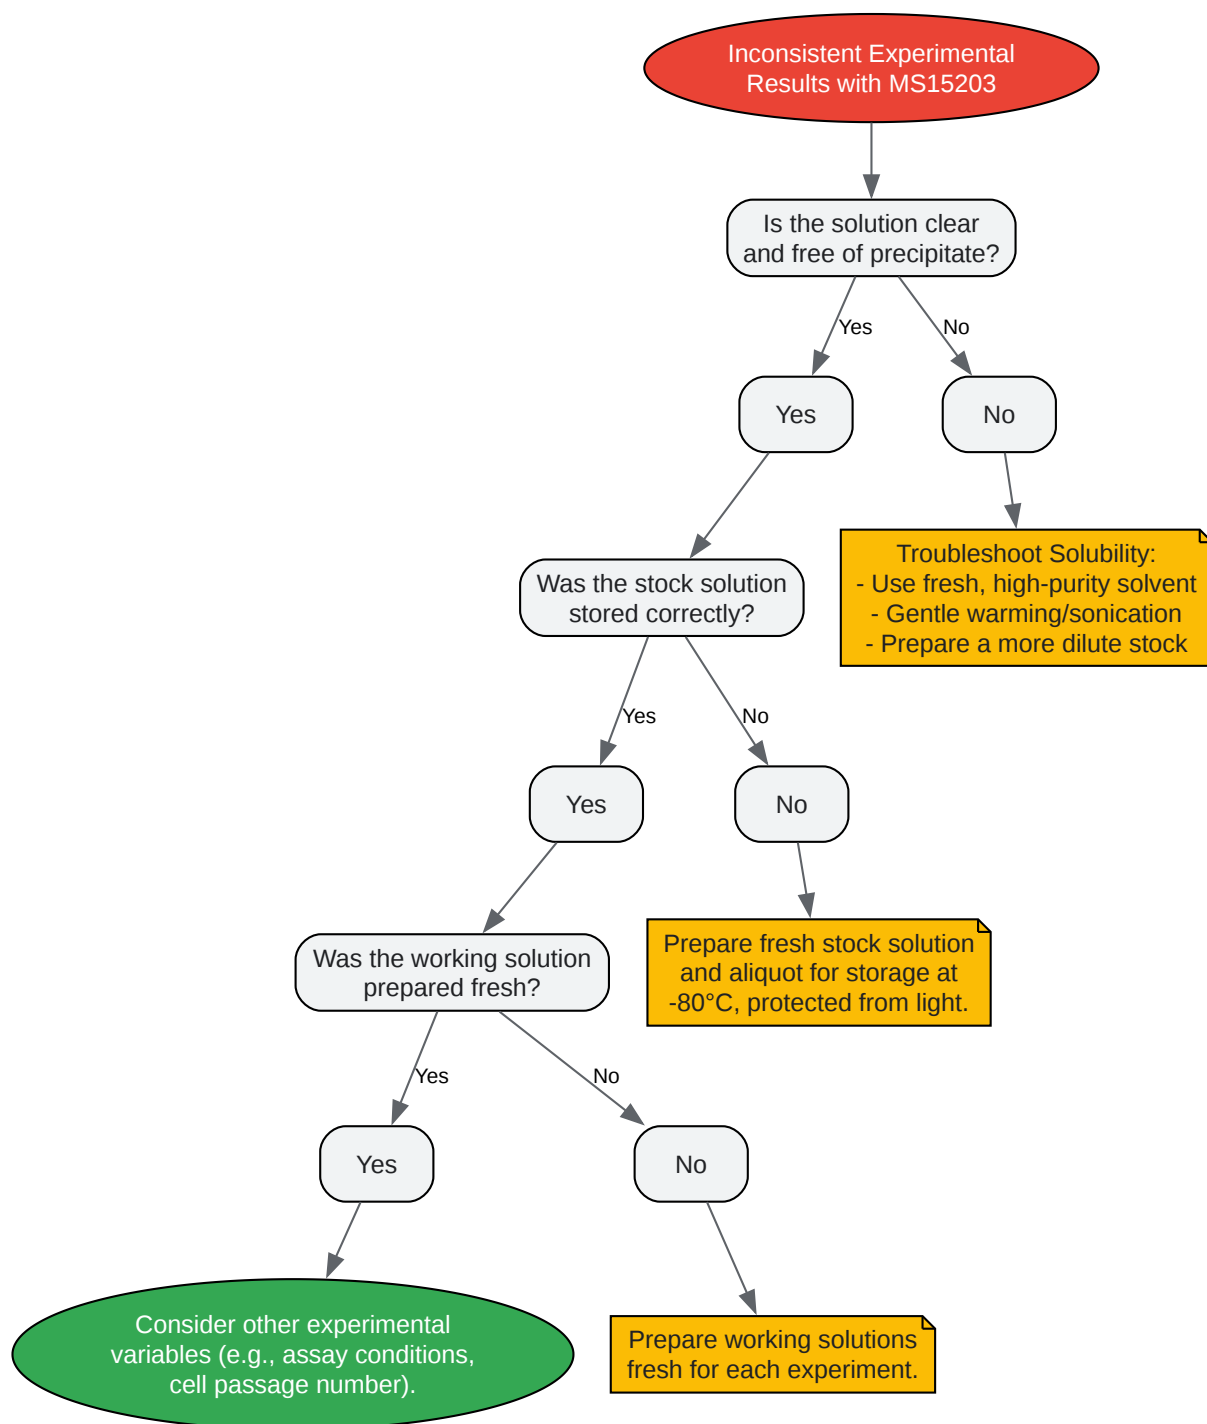 Inconsistent Experimental
Results with MS15203
Is the solution clear
and free of precipitate?
Yes
No
Yes
No
Was the stock solution
stored correctly?
Troubleshoot Solubility:
- Use fresh, high-purity solvent
- Gentle warming/sonication
- Prepare a more dilute stock
Yes
No
Yes
No
Was the working solution
prepared fresh?
Prepare fresh stock solution
and aliquot for storage at
-80°C, protected from light.
Yes
No
Yes
No
Consider other experimental
variables (e.g., assay conditions,
cell passage number).
Prepare working solutions
fresh for each experiment.